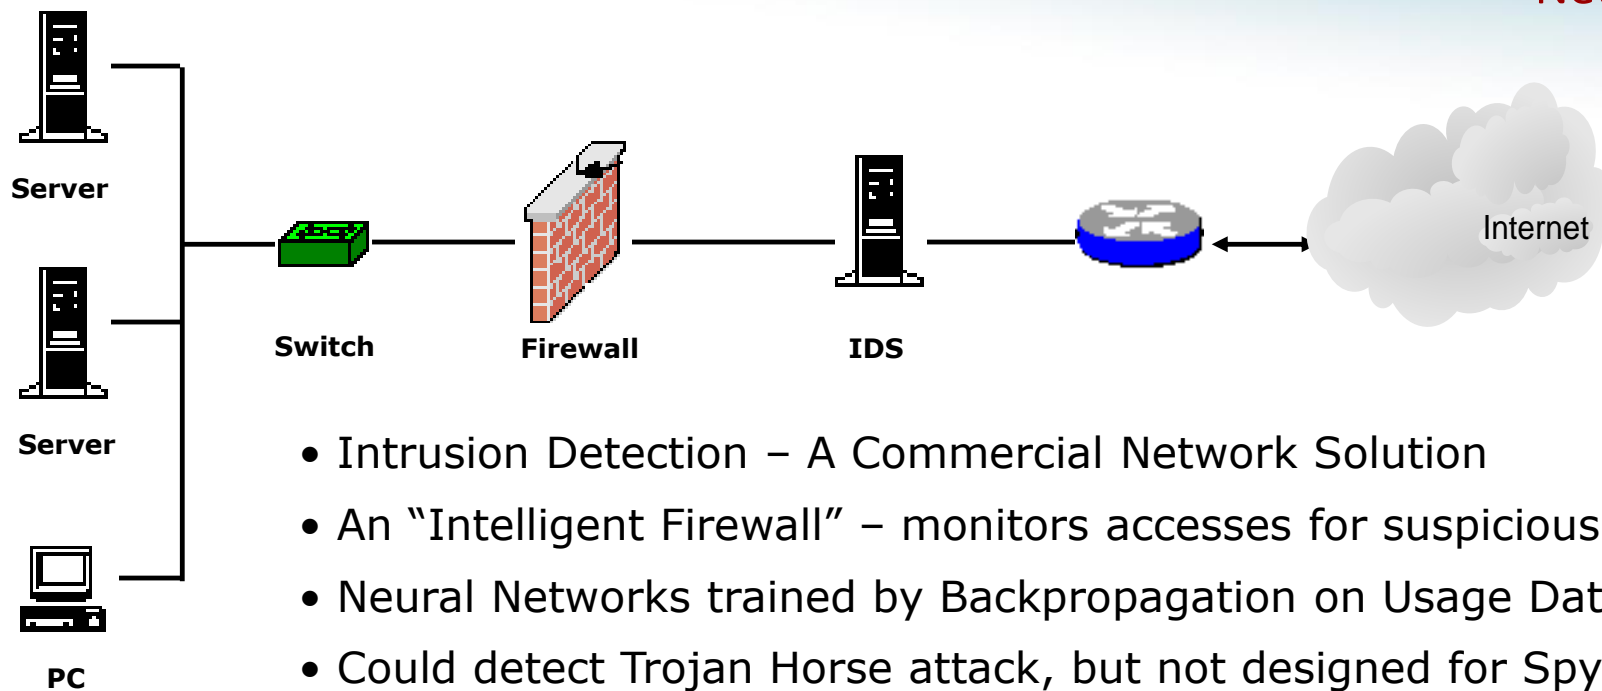 Server
Internet
Switch
Firewall
IDS
Server
• Intrusion Detection – A Commercial Network Solution
• An “Intelligent Firewall” – monitors accesses for suspicious
• Neural Networks trained by Backpropagation on Usage Dat
• Could detect Trojan Horse attack, but not designed for Spy
PC